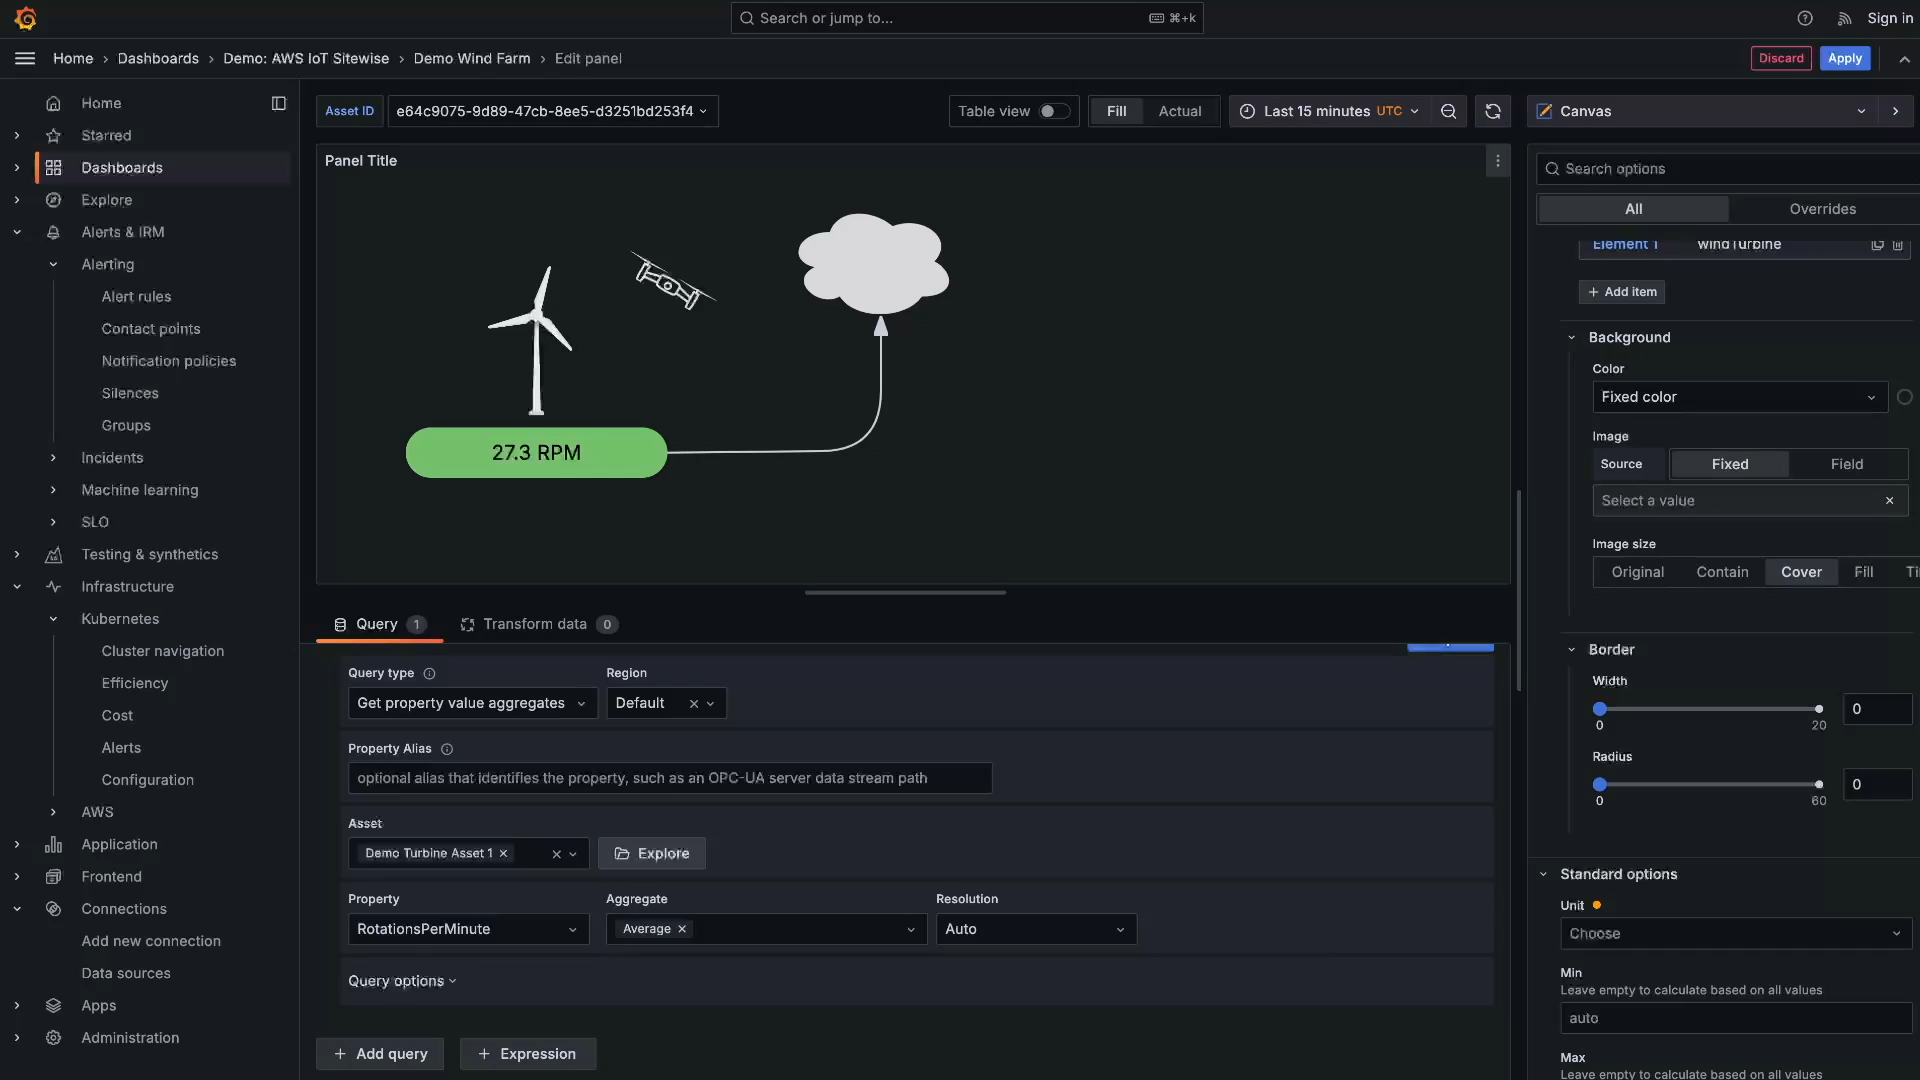 Search or jump to...
⌘+k
Sign in
Home
Dashboards
Demo: AWS IoT Sitewise
Demo Wind Farm
Edit panel
Discard
Apply
Home
Starred
Dashboards
Explore
Alerts & IRM
Alerting
Alert rules
Contact points
Notification policies
Silences
Groups
Incidents
Machine learning
SLO
Testing & synthetics
Infrastructure
Kubernetes
Cluster navigation
Efficiency
Cost
Alerts
Configuration
AWS
Application
Frontend
Connections
Add new connection
Data sources
Apps
Administration
Asset ID
e64c9075-9d89-47cb-8ee5-d3251bd253f4
Table view
Fill
Actual
Last 15 minutes UTC
Panel Title
27.3 RPM
Query 1
Transform data 0
Query type
Region
Get property value aggregates
Default
Property Alias
optional alias that identifies the property, such as an OPC-UA server data stream path
Asset
Demo Turbine Asset 1
Explore
Property
Aggregate
Resolution
RotationsPerMinute
Average
Auto
Query options
+ Add query
+ Expression
Canvas
Search options
All
Overrides
Element 1
windTurbine
+ Add item
Background
Color
Fixed color
Image
Source
Fixed
Field
Select a value
Image size
Original
Contain
Cover
Fill
Border
Width
0
0
20
Radius
0
0
60
Standard options
Unit
Choose
Min
Leave empty to calculate based on all values
auto
Max
Leave empty to calculate based on all values